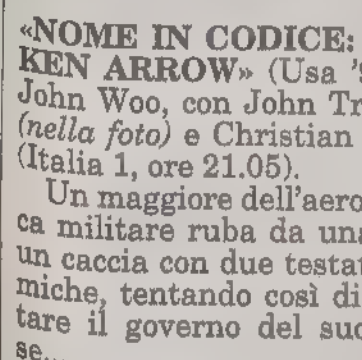 «NOME IN CODICE:
KEN ARROW» (Usa '
John Woo, con John Tr
(nella foto) e Christian
(Italia 1, ore 21.05).
Un maggiore dell'aero
ca militare ruba da una
un caccia con due testat
miche, tentando così di
tare il governo del suo
se...